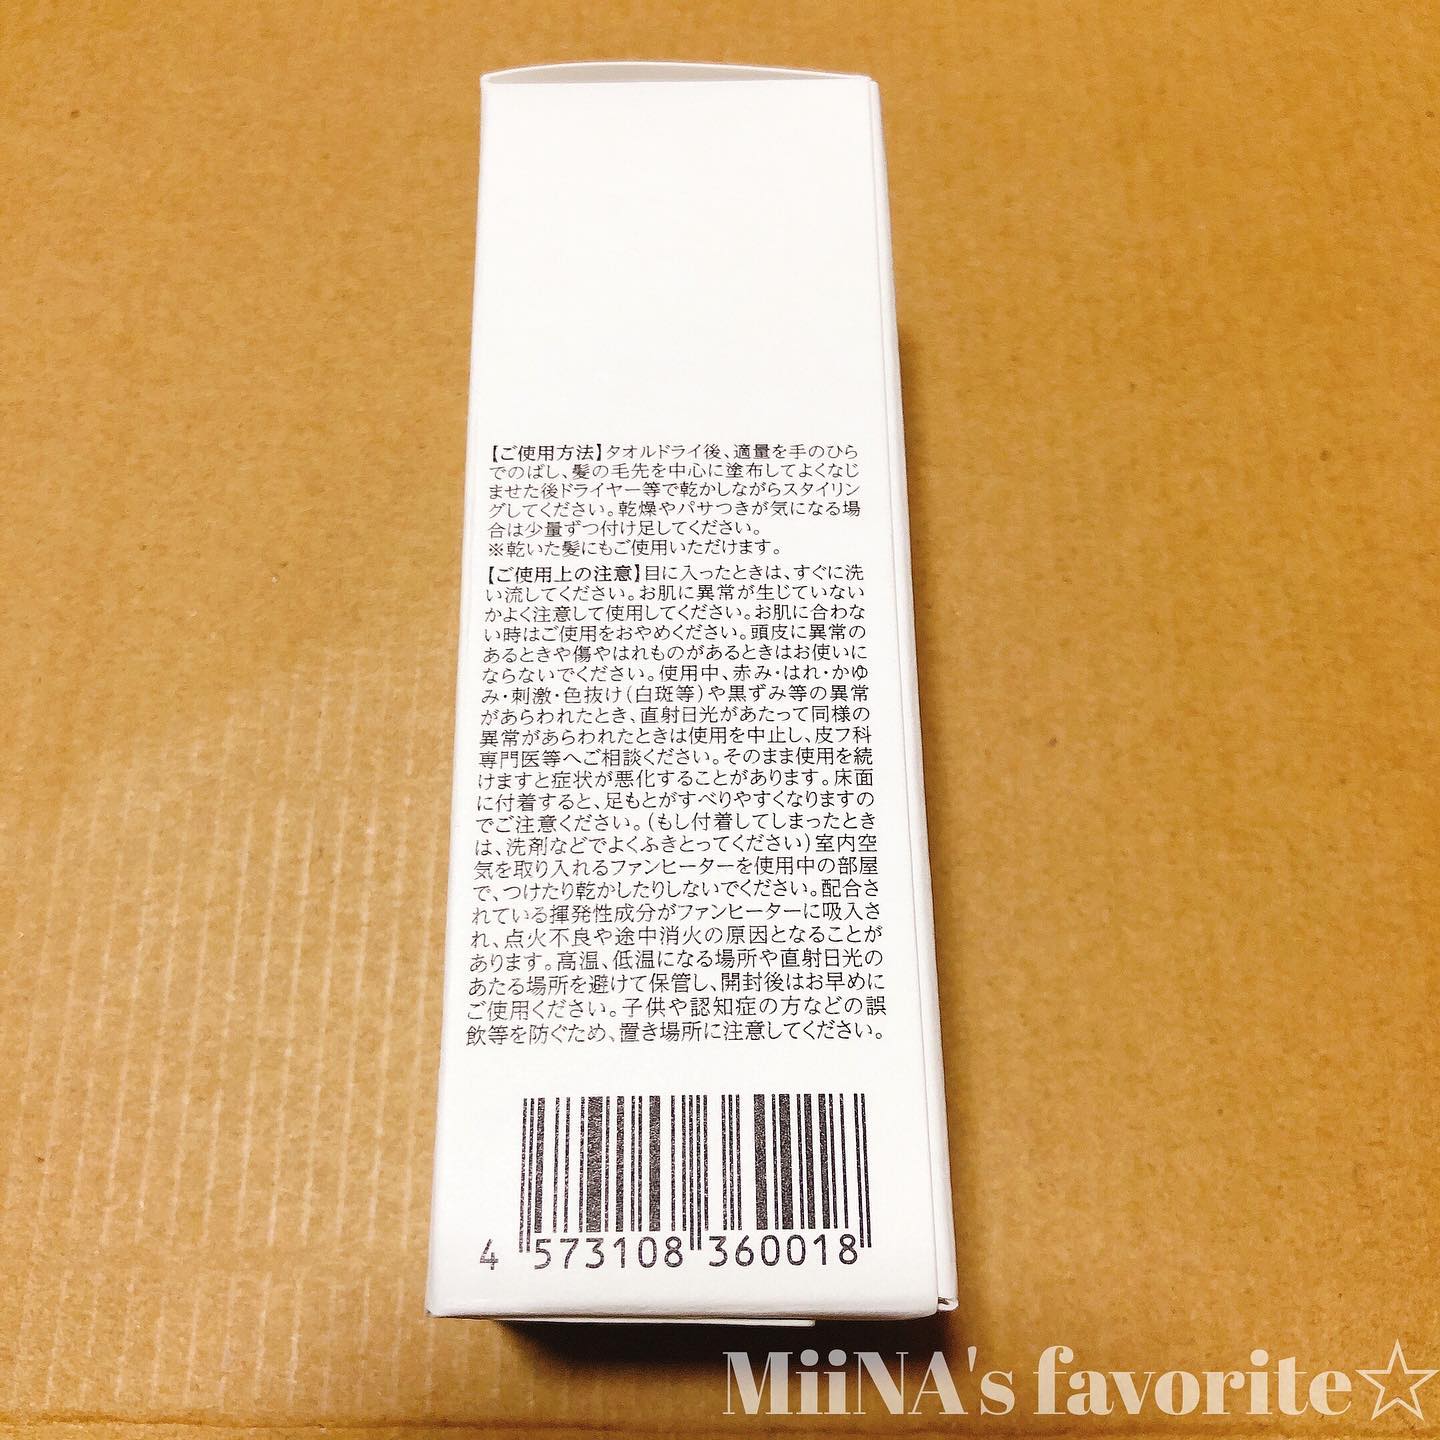 【ご使用方法】タオルドライ後、適量を手のひら
でのばし、髪の毛先を中心に塗布してよくなじ
ませた後ドライヤー等で乾かしながらスタイリン
グしてください。乾燥やパサつきが気になる場
合は少量ずつ付け足してください。
※乾いた髪にもご使用いただけます。
【ご使用上の注意】目に入ったときは、すぐに洗
い流してください。お肌に異常が生じていない
かよく注意して使用してください。お肌に合わな
い時はご使用をおやめください。頭皮に異常の
あるときや傷やはれものがあるときはお使いに
ならないでください。使用中、赤み・はれ・かゆ
み・刺激・色抜け(白斑等)や黒ずみ等の異常
があらわれたとき、直射日光があたって同様の
異常があらわれたときは使用を中止し、皮フ科
専門医等へご相談ください。そのまま使用を続
けますと症状が悪化することがあります。床面
に付着すると、足もとがすべりやすくなりますの
でご注意ください。(もし付着してしまったとき
は、洗剤などでよくふきとってください)室内空
気を取り入れるファンヒーターを使用中の部屋
で、つけたり乾かしたりしないでください。配合さ
れている揮発性成分がファンヒーターに吸入さ
れ、点火不良や途中消火の原因となることが
あります。高温、低温になる場所や直射日光の
あたる場所を避けて保管し、開封後はお早めに
ご使用ください。子供や認知症の方などの誤
飲等を防ぐため、置き場所に注意してください。
4 573108 360018
MiiNA's favorite☆